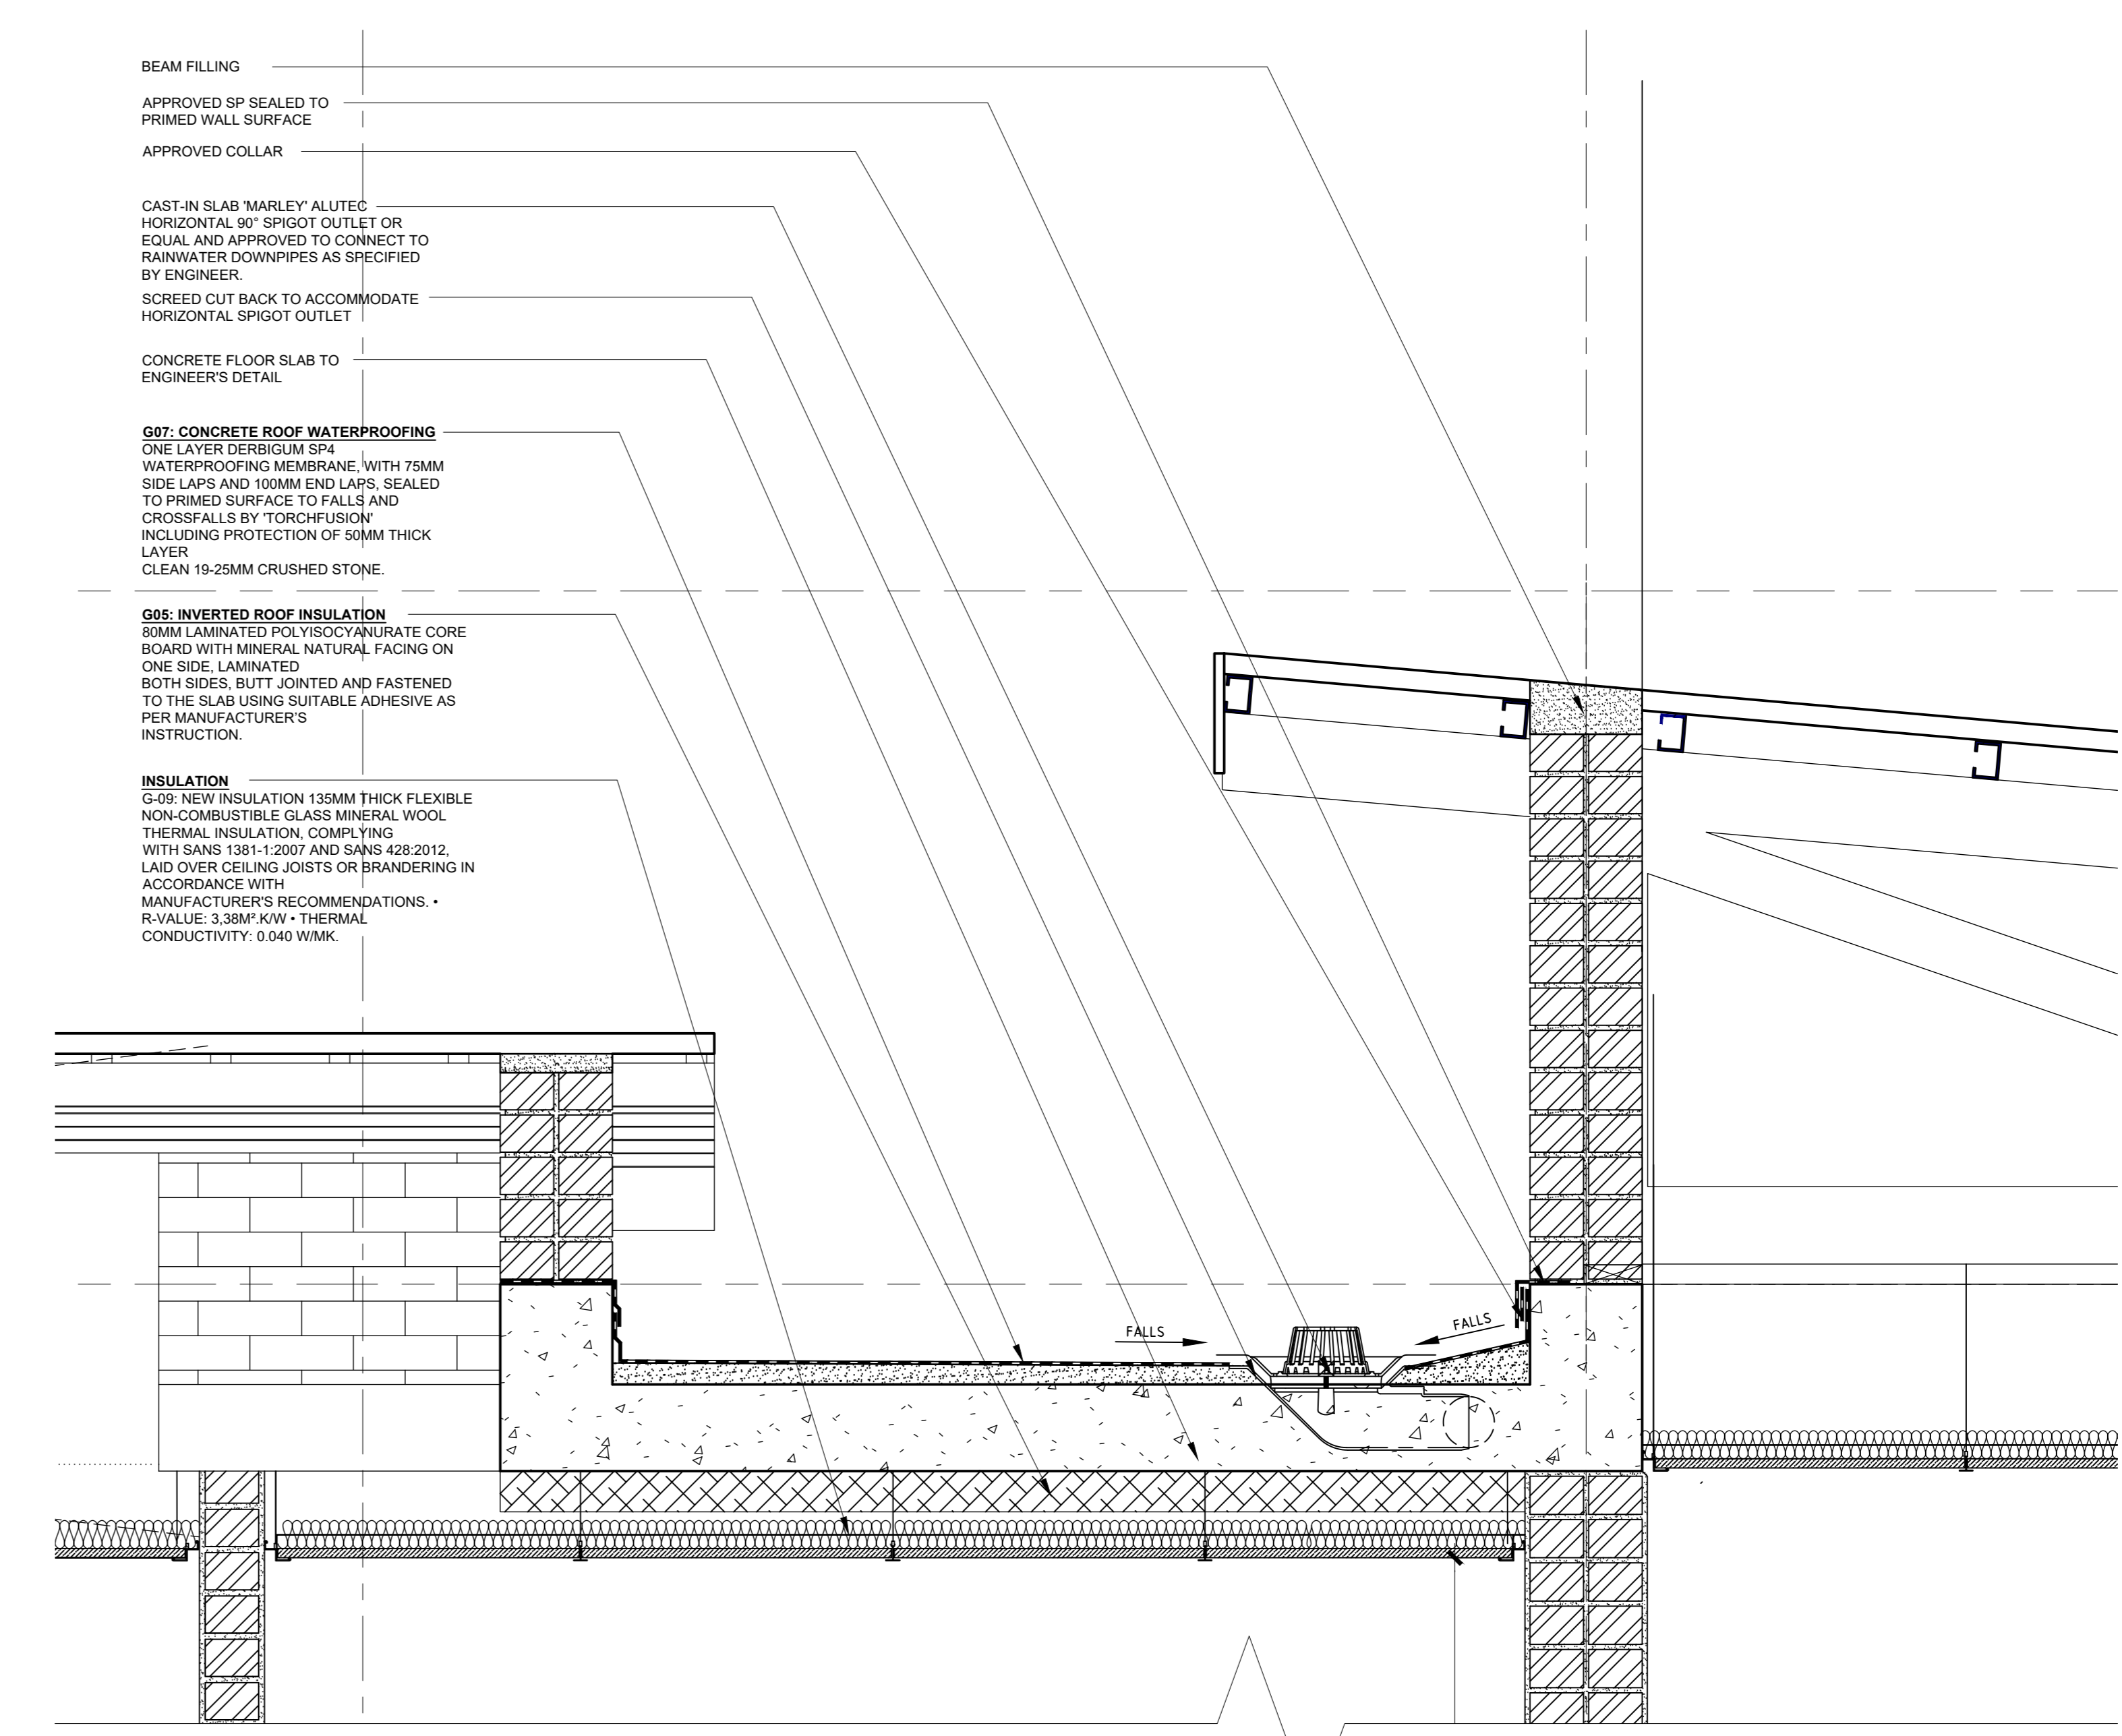 BEAM FILLING
APPROVED SP SEALED TO
PRIMED WALL SURFACE
APPROVED COLLAR
CAST-IN SLAB 'MARLEY' ALUTEC
HORIZONTAL 90° SPIGOT OUTLET OR
EQUAL AND APPROVED TO CONNECT TO
RAINWATER DOWNPIPES AS SPECIFIED
BY ENGINEER.
SCREED CUT BACK TO ACCOMMODATE
HORIZONTAL SPIGOT OUTLET
CONCRETE FLOOR SLAB TO
ENGINEER'S DETAIL
G07: CONCRETE ROOF WATERPROOFING
ONE LAYER DERBIGUM SP4
WATERPROOFING MEMBRANE, WITH 75MM
SIDE LAPS AND 100MM END LAPS, SEALED
TO PRIMED SURFACE TO FALLS AND
CROSSFALLS BY 'TORCHFUSION'
INCLUDING PROTECTION OF 50MM THICK
LAYER
CLEAN 19-25MM CRUSHED STONE.
G05: INVERTED ROOF INSULATION
80MM LAMINATED POLYISOCYANURATE CORE
BOARD WITH MINERAL NATURAL FACING ON
ONE SIDE, LAMINATED
BOTH SIDES, BUTT JOINTED AND FASTENED
TO THE SLAB USING SUITABLE ADHESIVE AS
PER MANUFACTURER'S
INSTRUCTION.
INSULATION
G-09: NEW INSULATION 135MM THICK FLEXIBLE
NON-COMBUSTIBLE GLASS MINERAL WOOL
THERMAL INSULATION, COMPLYING
WITH SANS 1381-1:2007 AND SANS 428:2012,
LAID OVER CEILING JOISTS OR BRANDERING IN
ACCORDANCE WITH
MANUFACTURER'S RECOMMENDATIONS. •
R-VALUE: 3,38M².K/W • THERMAL
CONDUCTIVITY: 0.040 W/MK.
FALLS
FALLS